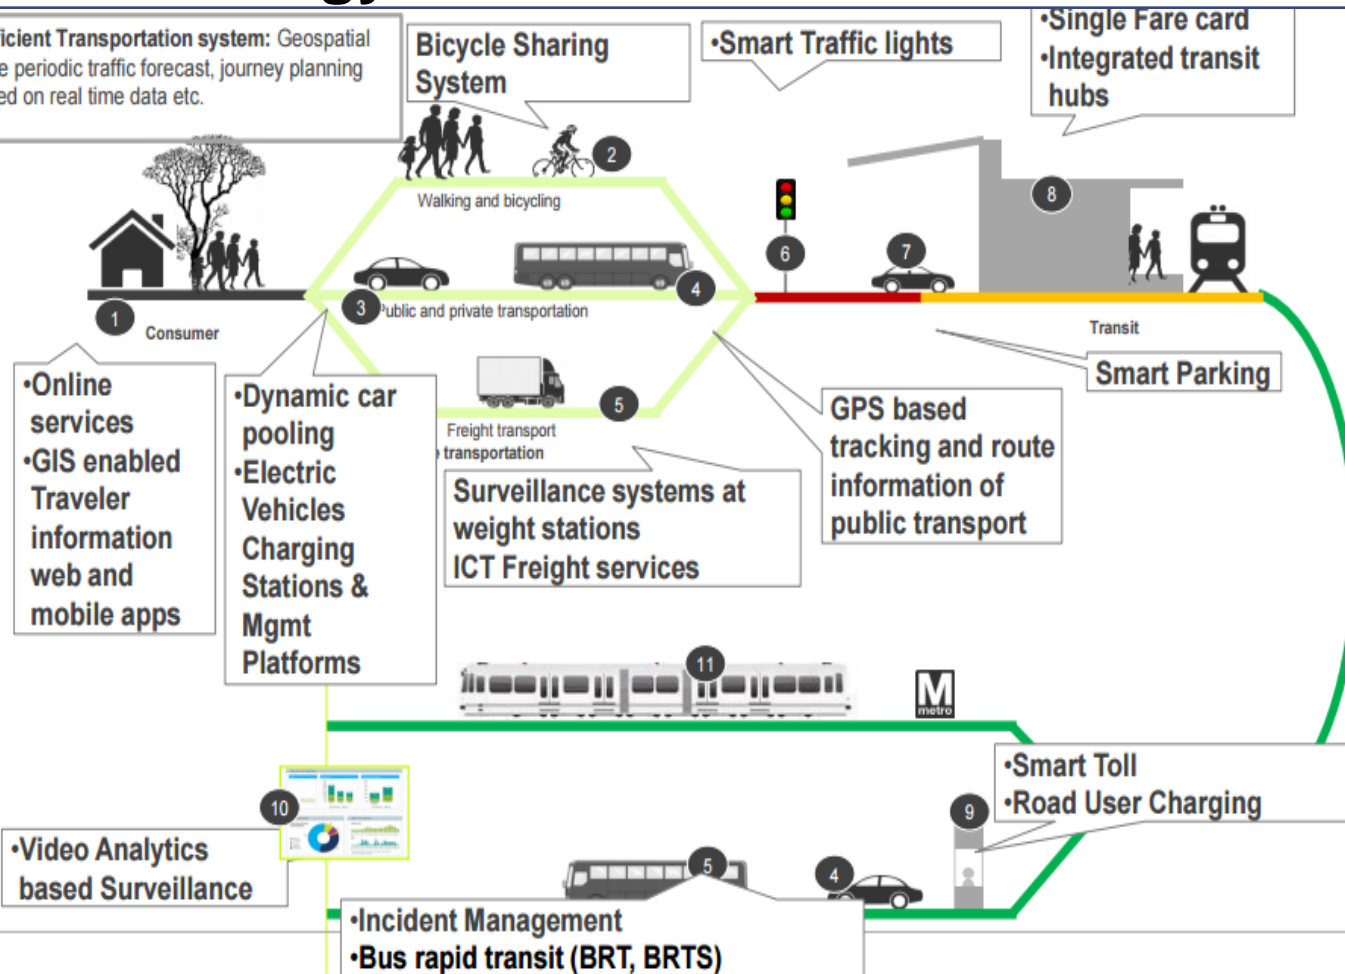 gy
icient Transportation system: Geospatial
e periodic traffic forecast, journey planning
ed on real time data etc.
Bicycle Sharing
System
•Smart Traffic lights
•Single Fare card
•Integrated transit
hubs
2
Walking and bicycling
8
6
7
4
3
Public and private transportation
1
Consumer
Transit
Smart Parking
•Online
services
•GIS enabled
Traveler
information
web and
mobile apps
•Dynamic car
pooling
•Electric
Vehicles
Charging
Stations &
Mgmt
Platforms
5
Freight transport
e transportation
Surveillance systems at
weight stations
ICT Freight services
GPS based
tracking and route
information of
public transport
11
M
metro
•Smart Toll
•Road User Charging
10
9
•Video Analytics
based Surveillance
5
4
•Incident Management
•Bus rapid transit (BRT, BRTS)